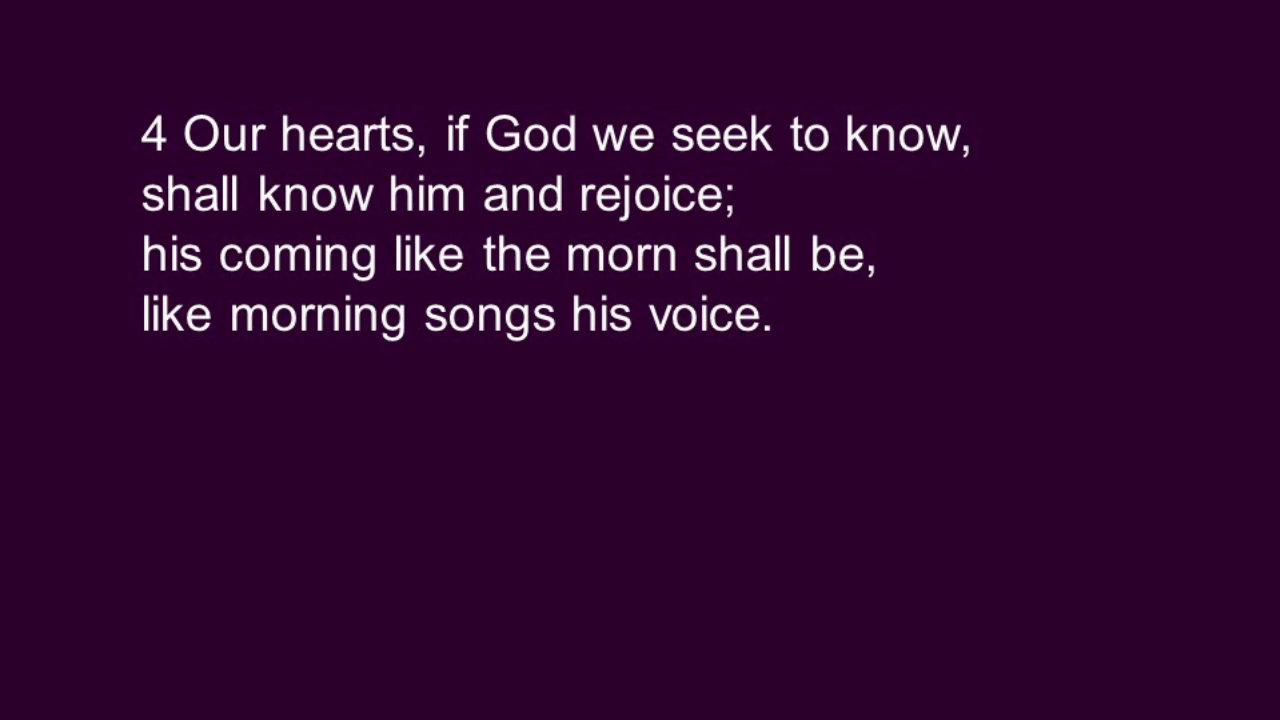 4 Our hearts, if God we seek to know,
shall know him and rejoice;
his coming like the morn shall be,
like morning songs his voice.